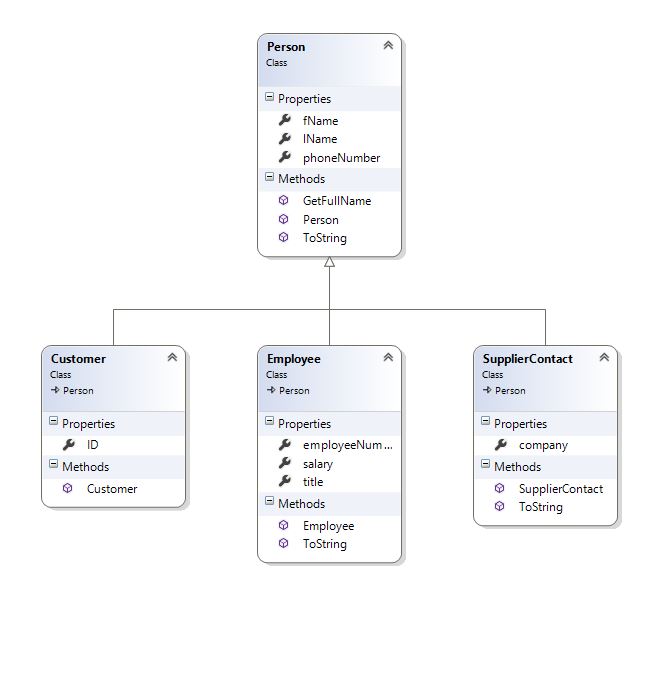 Person
Class
Properties
fName
lName
phoneNumber
Methods
GetFullName
Person
ToString
Customer
Class
Person
Properties
ID
Methods
Customer
Employee
Class
Person
Properties
employeeNum...
salary
title
Methods
Employee
ToString
SupplierContact
Class
Person
Properties
company
Methods
SupplierContact
ToString